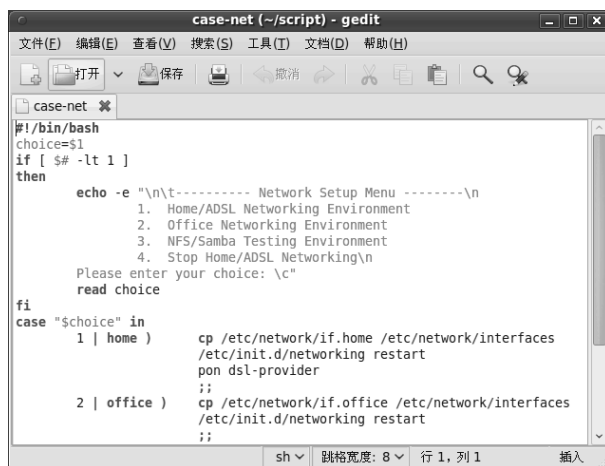 case-net (~/script) - gedit
文件(F) 编辑(E) 查看(V) 搜索(S) 工具(T) 文档(D) 帮助(H)
打开 保存 撤消
case-net
#!/bin/bash
choice=$1
if [ $# -lt 1 ]
then
        echo -e "\n\t---------- Network Setup Menu --------\n
                1.  Home/ADSL Networking Environment
                2.  Office Networking Environment
                3.  NFS/Samba Testing Environment
                4.  Stop Home/ADSL Networking\n
        Please enter your choice: \c"
        read choice
fi
case "$choice" in
        1 | home )      cp /etc/network/if.home /etc/network/interfaces
                        /etc/init.d/networking restart
                        pon dsl-provider
                        ;;
        2 | office )    cp /etc/network/if.office /etc/network/interfaces
                        /etc/init.d/networking restart
                        ;;
sh 跳格宽度: 8 行 1, 列 1 插入